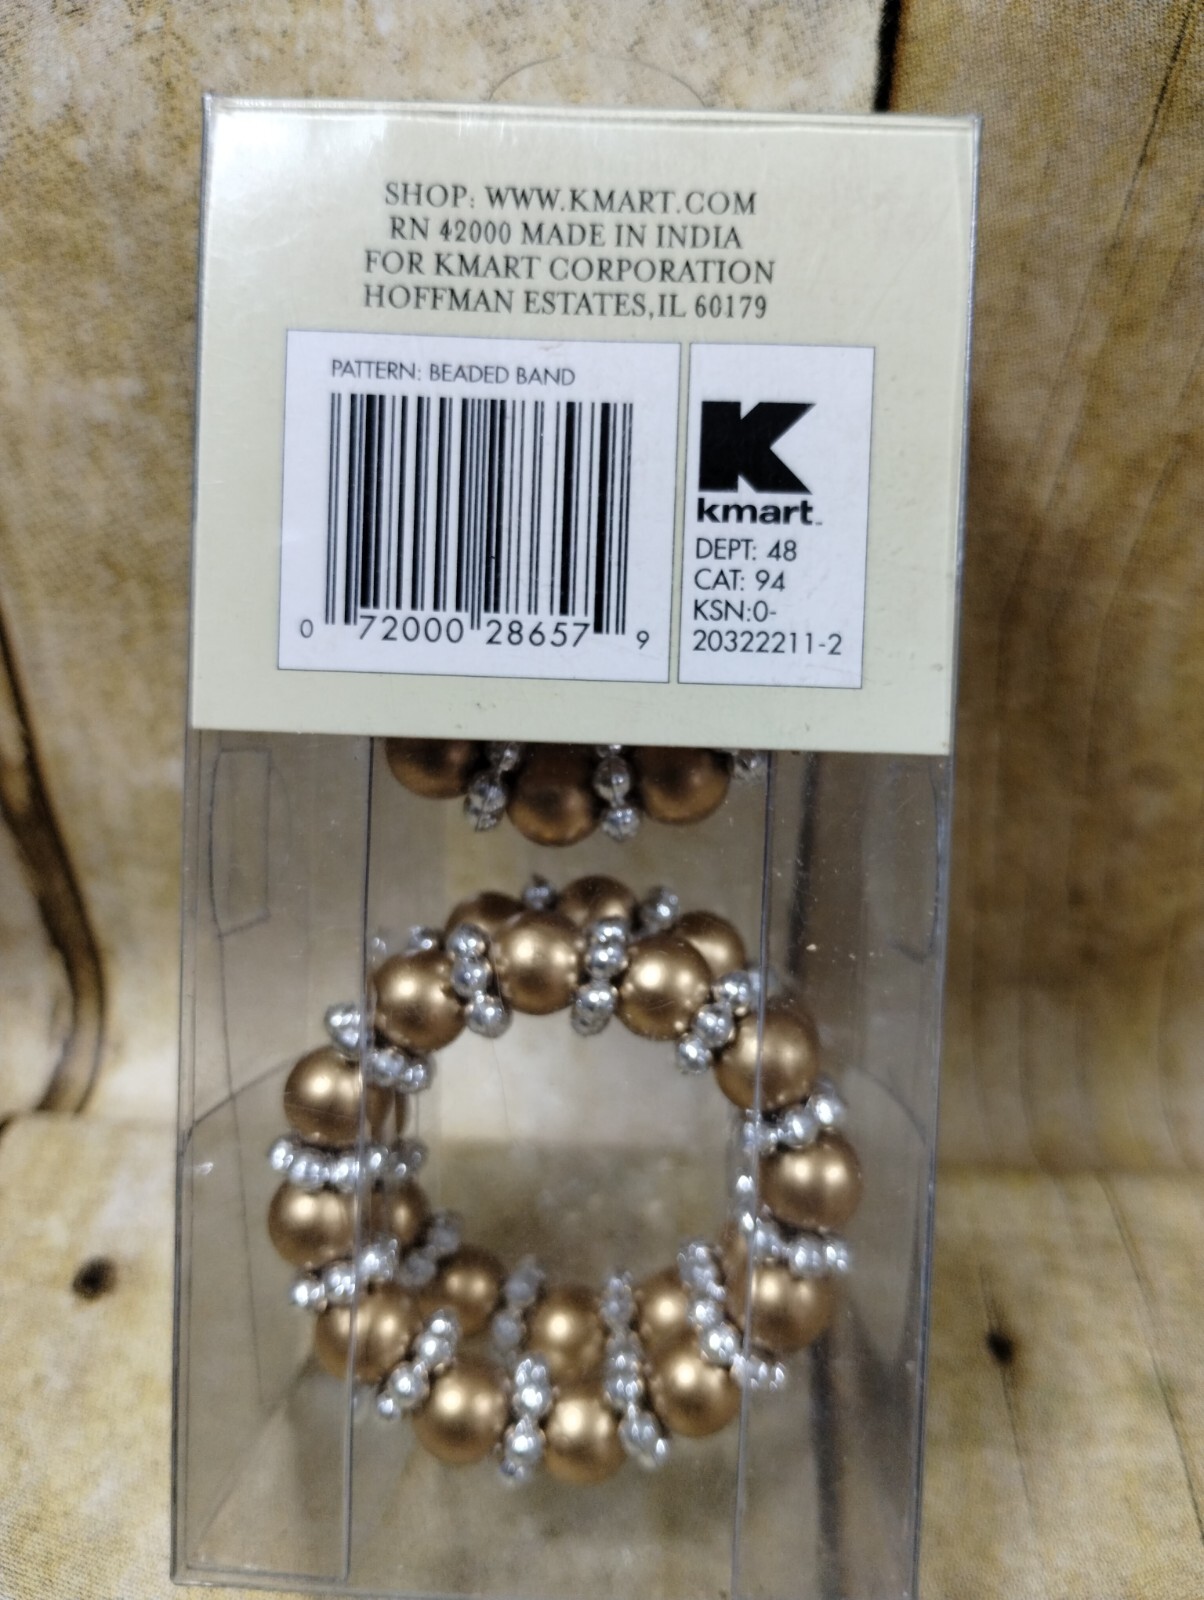 SHOP: WWW.KMART.COM
RN 42000 MADE IN INDIA
FOR KMART CORPORATION
HOFFMAN ESTATES,IL 60179
PATTERN: BEADED BAND
0 72000 28657 9
K
kmart™
DEPT: 48
CAT: 94
KSN:0-
20322211-2